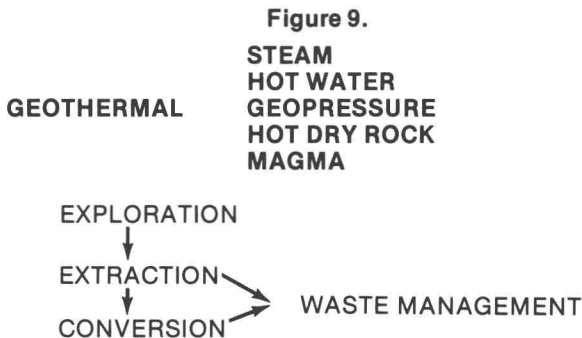 Figure 9.
STEAM
HOT WATER
GEOTHERMAL GEOPRESSURE
HOT DRY ROCK
MAGMA
EXPLORATION
EXTRACTION
WASTE MANAGEMENT
CONVERSION